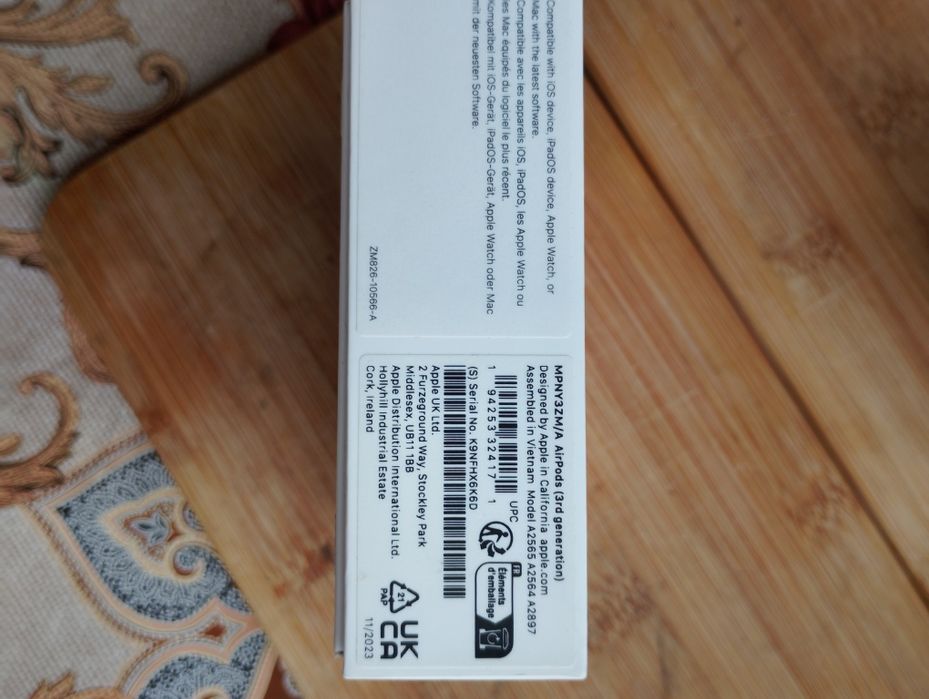 Compatible with iOS device, iPadOS device, Apple Watch, or
Mac with the latest software.
Compatible avec les appareils iOS, iPadOS, les Apple Watch ou
les Mac équipés du logiciel le plus récent.
Kompatibel mit iOS-Gerät, iPadOS-Gerät, Apple Watch oder Mac
mit der neuesten Software.
ZM826-10566-A
MPNY3ZM/A AirPods (3rd generation)
Designed by Apple in California apple.com
Assembled in Vietnam Model A2565 A2564 A2897
UPC
1 94253 32417 1
(S) Serial No. K9NFHX6K6D
Apple UK Ltd.
2 Furzeground Way, Stockley Park
Middlesex, UB11 1BB
Apple Distribution International Ltd.
Hollyhill Industrial Estate
Cork, Ireland
FR
Éléments
d'emballage
21
PAP
UK
CA
11/2023